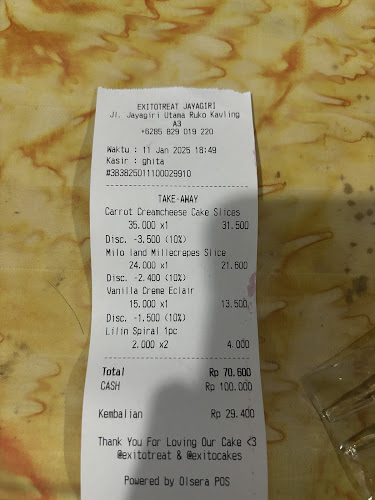 EXITOTREAT JAYAGIRI
Jl. Jayagiri Utama Ruko Kavling
A3
+6285 829 019 220
Waktu : 11 Jan 2025 18:49
Kasir : ghita
#383825011100029910
TAKE-AWAY
Carrot Creamcheese Cake Slices
35.000 x1 31.500
Disc. -3.500 (10%)
Milo land Millecrepes Slice
24.000 x1 21.600
Disc. -2.400 (10%)
Vanilla Creme Eclair
15.000 x1 13.500
Disc. -1.500 (10%)
Lilin Spiral 1pc
2.000 x2 4.000
Total Rp 70.600
CASH Rp 100.000
Kembalian Rp 29.400
Thank You For Loving Our Cake <3
@exitotreat & @exitocakes
Powered by Olsera POS